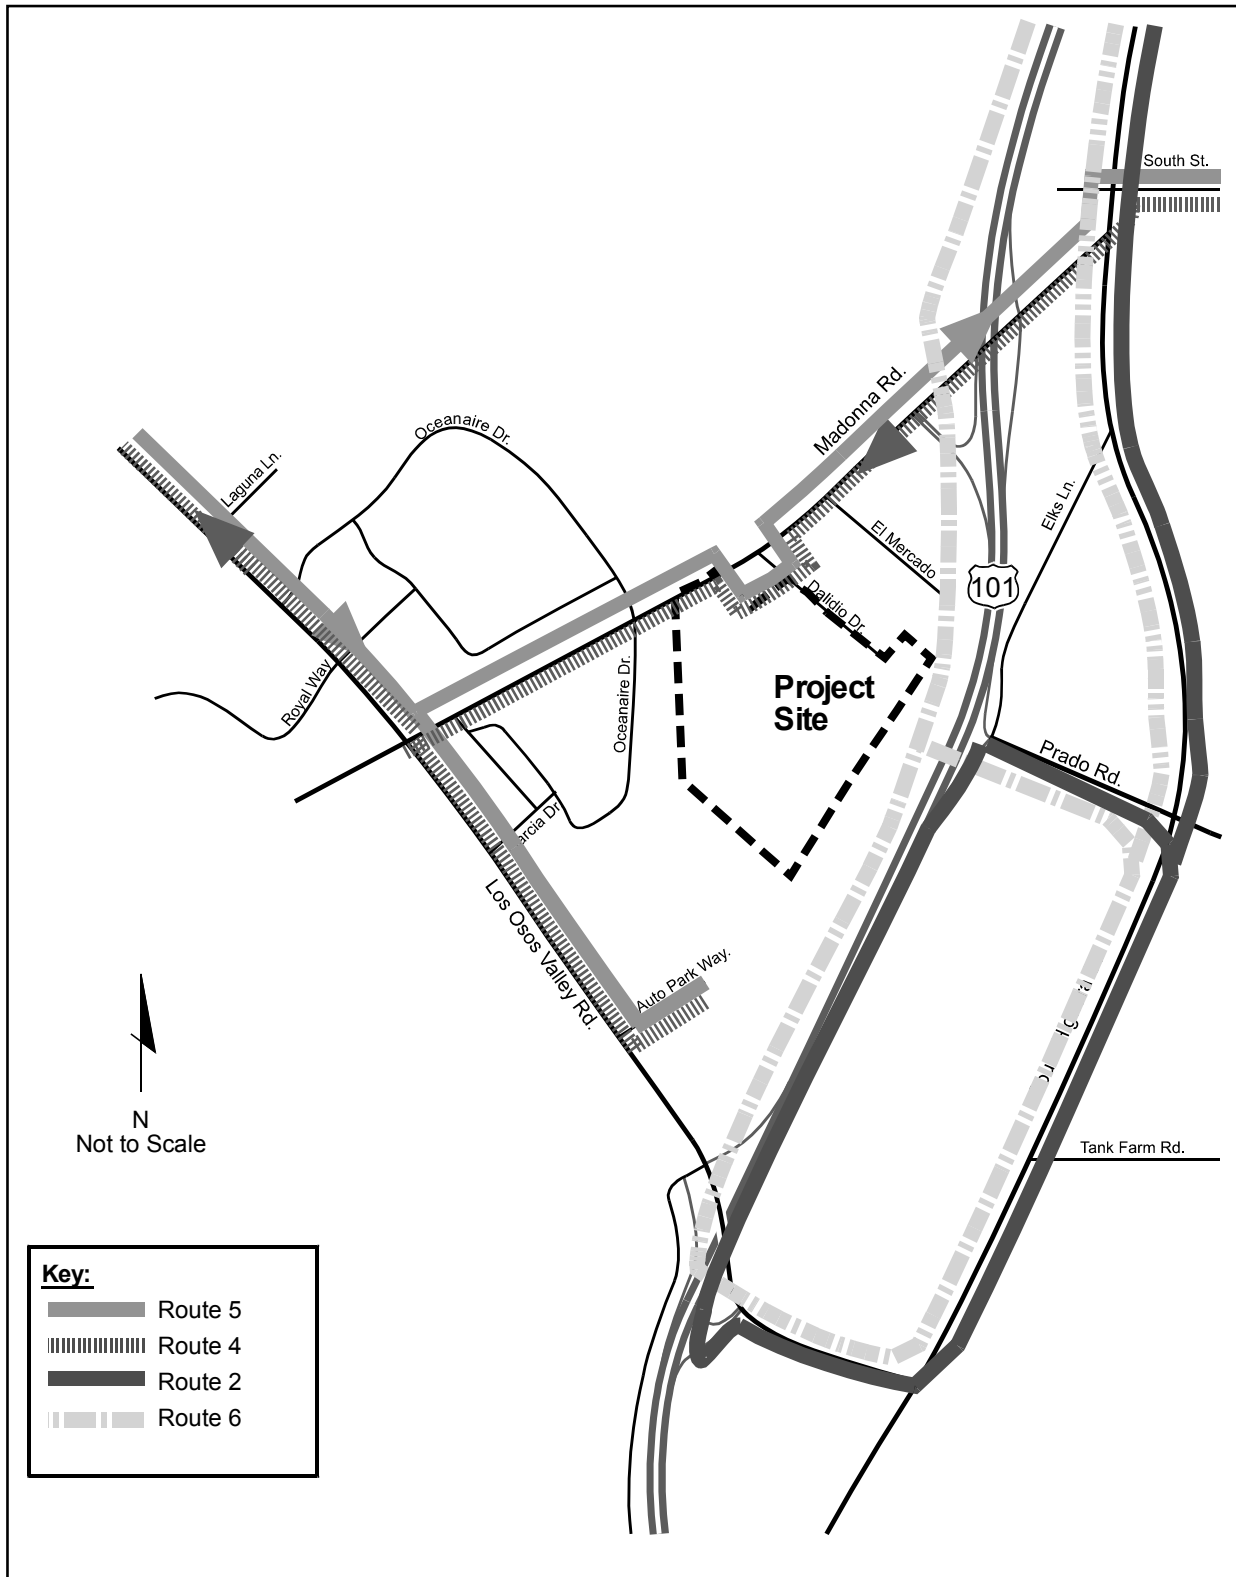 South St.
Madonna Rd.
Oceanaire Dr.
Laguna Ln.
Elks Ln.
El Mercado
101
Dalidio Dr.
Royal Way
Oceanaire Dr.
Project
Site
Prado Rd.
Los Osos Valley Rd.
Auto Park Way.
N
Not to Scale
Tank Farm Rd.
Key:
Route 5
Route 4
Route 2
Route 6